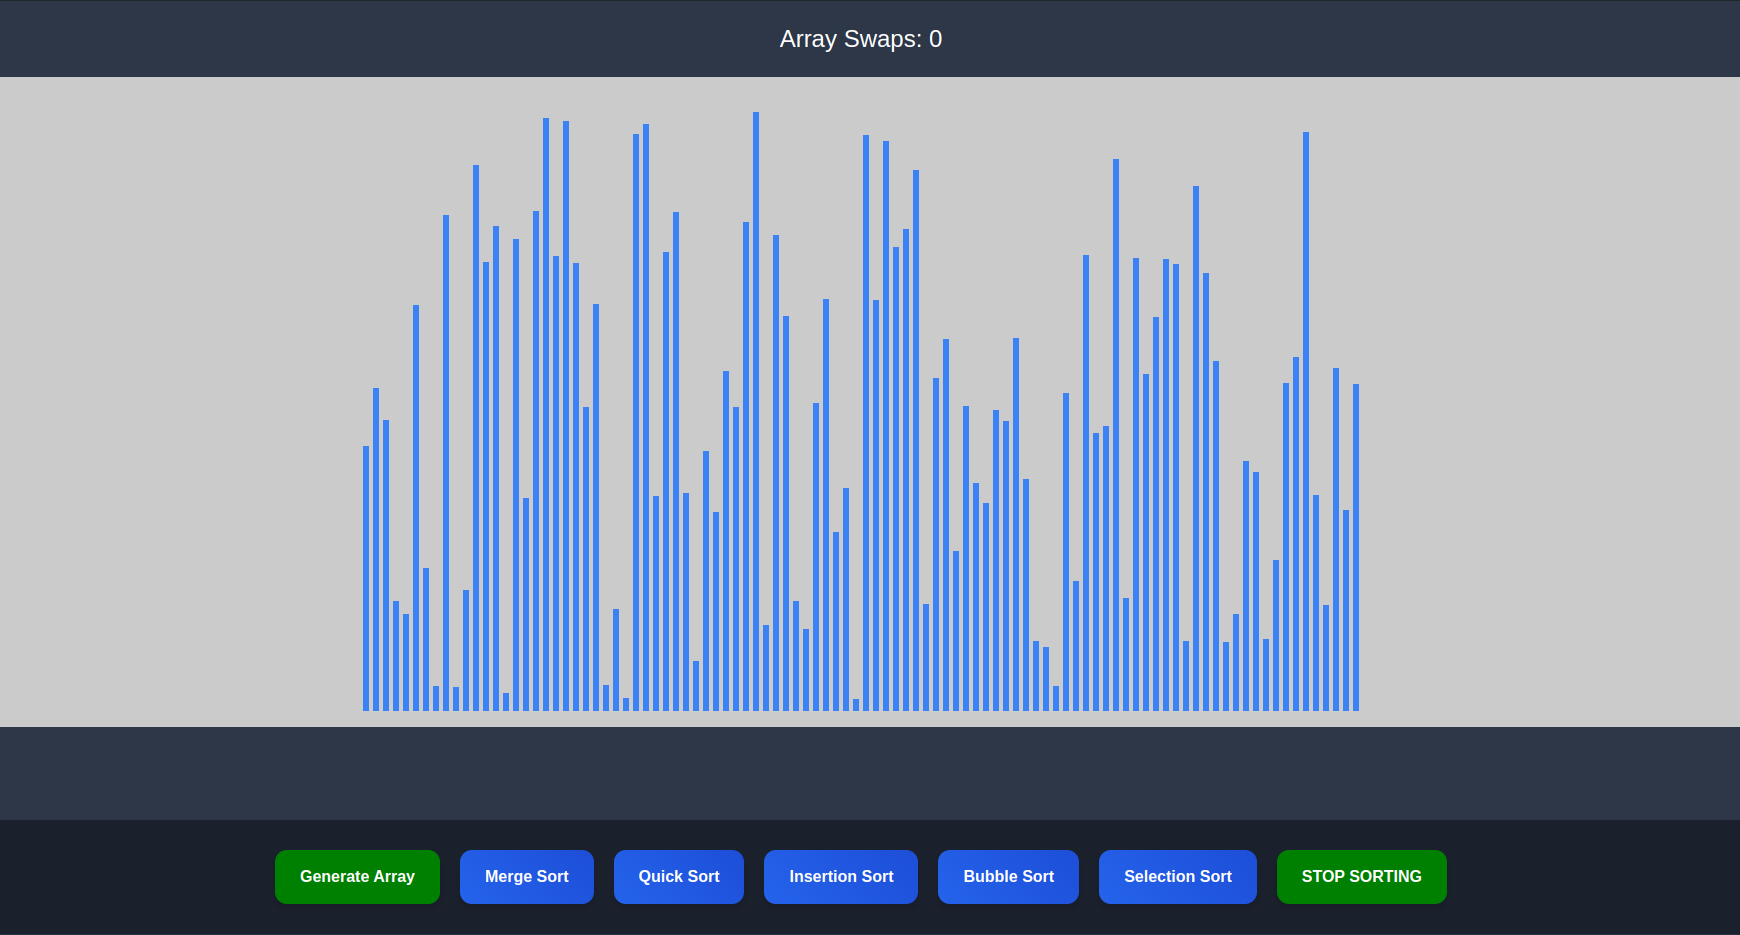 Array Swaps: 0
Generate Array
Merge Sort
Quick Sort
Insertion Sort
Bubble Sort
Selection Sort
STOP SORTING